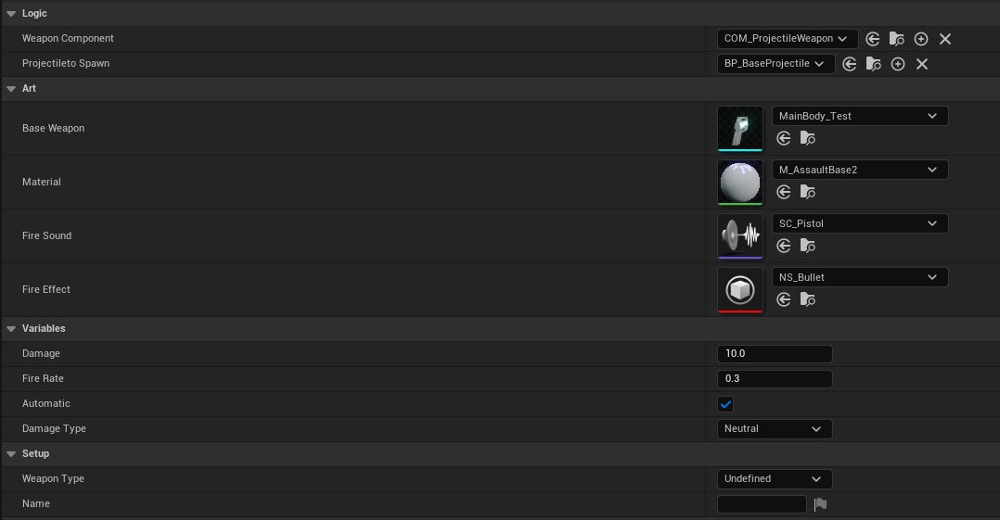 Logic
Weapon Component COM_ProjectileWeapon
Projectileto Spawn BP_BaseProjectile
Art
Base Weapon MainBody_Test
Material M_AssaultBase2
Fire Sound SC_Pistol
Fire Effect NS_Bullet
Variables
Damage 10.0
Fire Rate 0.3
Automatic
Damage Type Neutral
Setup
Weapon Type Undefined
Name